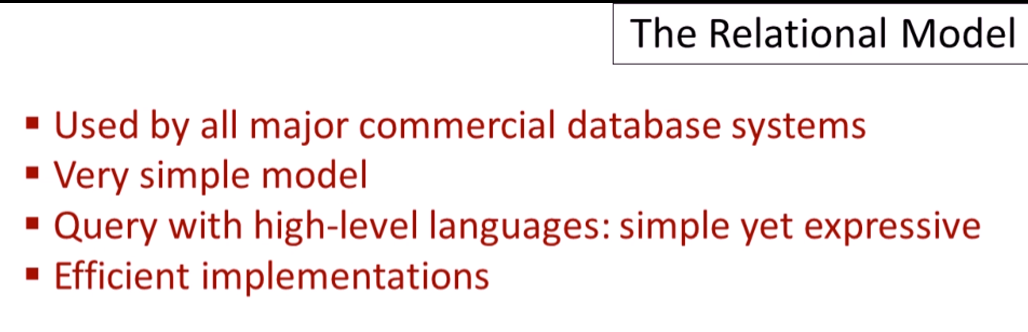 The Relational Model
▪ Used by all major commercial database systems
▪ Very simple model
▪ Query with high-level languages: simple yet expressive
▪ Efficient implementations